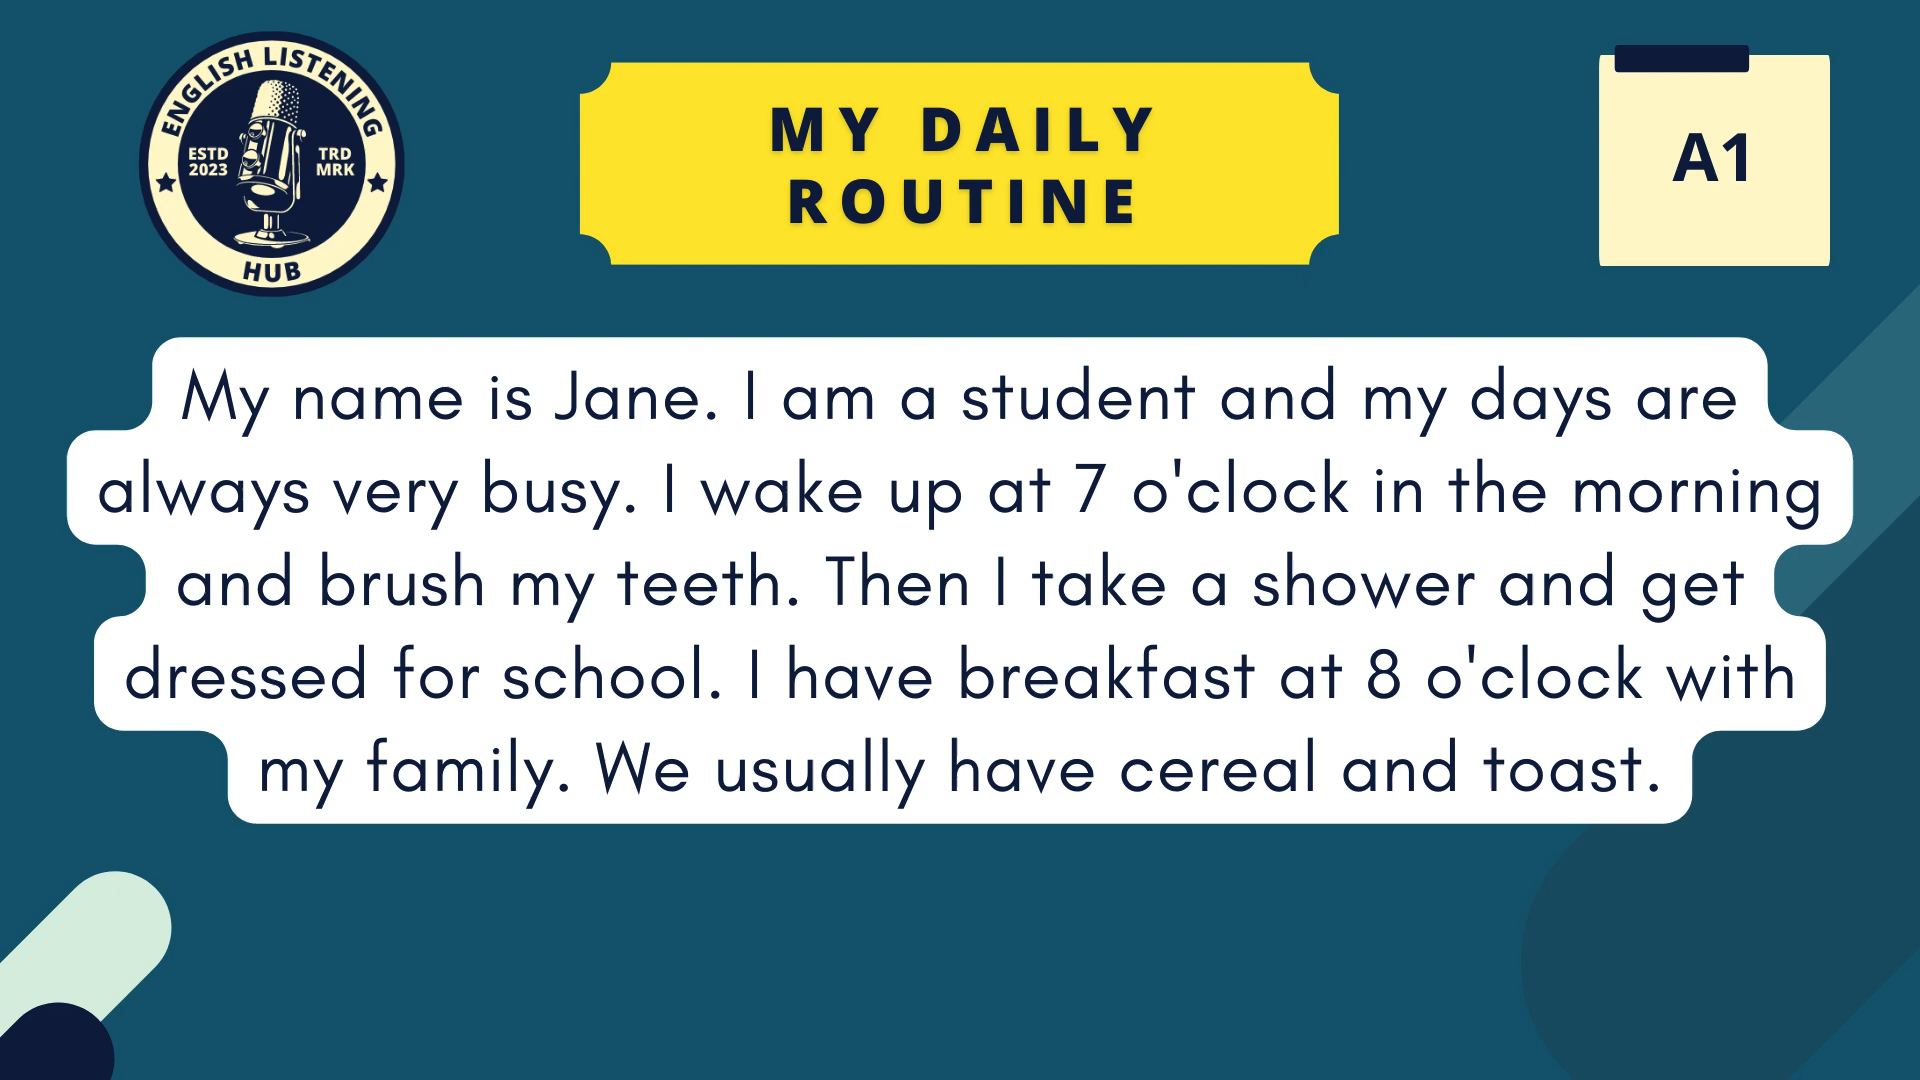 ENGLISH LISTENING
ESTD
2023
TRD
MRK
HUB
MY DAILY
ROUTINE
A1
My name is Jane. I am a student and my days are
always very busy. I wake up at 7 o'clock in the morning
and brush my teeth. Then I take a shower and get
dressed for school. I have breakfast at 8 o'clock with
my family. We usually have cereal and toast.